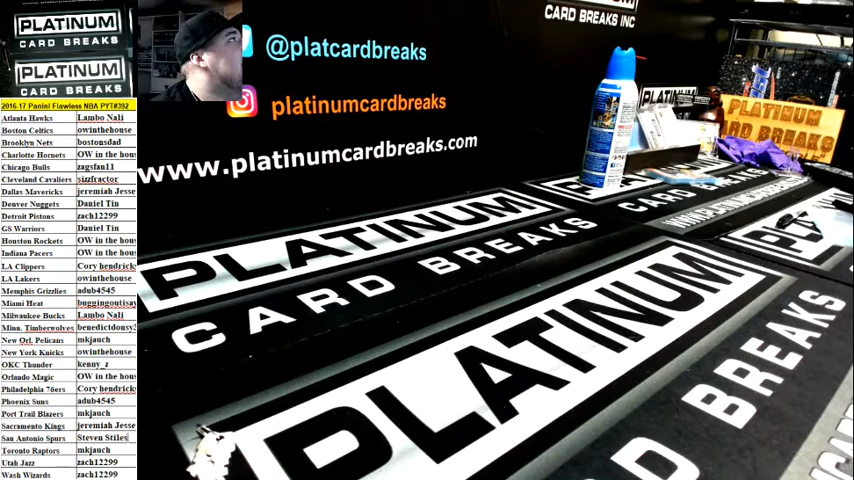 PLATINUM
CARD BREAKS
PLATINUM
CARD BREAKS
2016-17 Panini Flawless NBA PYT#392
Atlanta Hawks Lambo Nali
Boston Celtics owinthehouse
Brooklyn Nets bostonsdad
Charlotte Hornets OW in the hous
Chicago Bulls zagsfan11
Cleveland Cavaliers sizzfractor
Dallas Mavericks jeremiah Jesse
Denver Nuggets Daniel Tin
Detroit Pistons zach12299
GS Warriors Daniel Tin
Houston Rockets OW in the hous
Indiana Pacers OW in the hous
LA Clippers Cory hendricks
LA Lakers owinthehouse
Memphis Grizzlies adub4545
Miami Heat buggingoutisay
Milwaukee Bucks Lambo Nali
Minn. Timberwolves benedictdonsy3
New Orl. Pelicans mkjauch
New York Knicks owinthehouse
OKC Thunder kenny_z
Orlando Magic OW in the hous
Philadelphia 76ers Cory hendricks
Phoenix Suns adub4545
Port Trail Blazers mkjauch
Sacramento Kings jeremiah Jesse
San Antonio Spurs Steven Stiles
Toronto Raptors mkjauch
Utah Jazz zach12299
Wash Wizards zach12299
@platcardbreaks
platinumcardbreaks
www.platinumcardbreaks.com
PLATINUM
CARD BREAKS INC
PLATINUM
CARD BREAKS
PLATINUM
CARD BREAKS
PLATINUM
CARD BREAKS
PLATINUM
D BREAKS